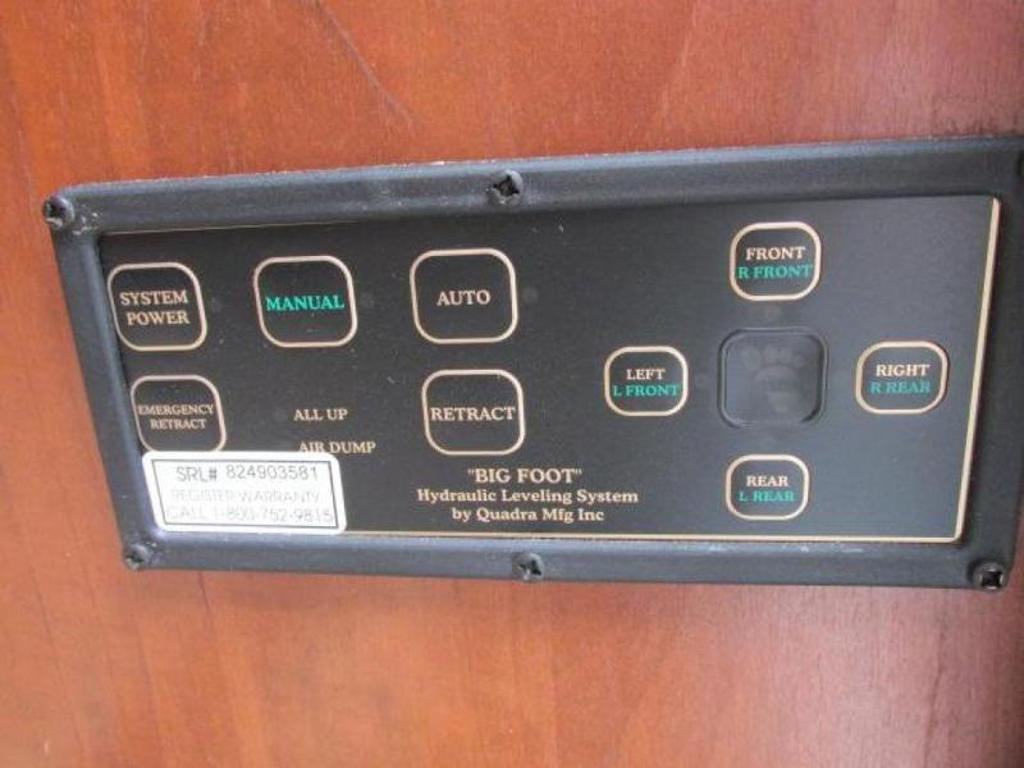 SYSTEM
POWER
MANUAL
AUTO
FRONT
R FRONT
LEFT
L FRONT
RIGHT
R REAR
EMERGENCY
RETRACT
ALL UP
RETRACT
AIR DUMP
REAR
L REAR
SRL# 824903581
REGISTER WARRANTY
CALL 1-800-752-9815
"BIG FOOT"
Hydraulic Leveling System
by Quadra Mfg Inc